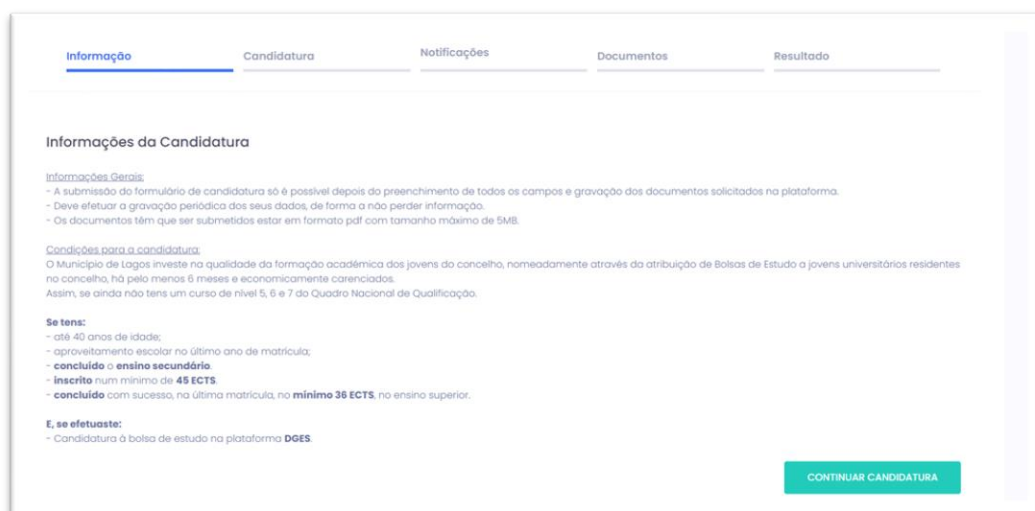 Informação
Candidatura
Notificações
Documentos
Resultado
Informações da Candidatura
Informações Gerais:
- A submissão do formulário de candidatura só é possível depois do preenchimento de todos os campos e gravação dos documentos solicitados na plataforma.
- Deve efetuar a gravação periódica dos seus dados, de forma a não perder informação.
- Os documentos têm que ser submetidos estar em formato pdf com tamanho máximo de 5MB.
Condições para a candidatura:
O Município de Lagos investe na qualidade da formação académica dos jovens do concelho, nomeadamente através da atribuição de Bolsas de Estudo a jovens universitários residentes
no concelho, há pelo menos 6 meses e economicamente carenciados.
Assim, se ainda não tens um curso de nível 5, 6 e 7 do Quadro Nacional de Qualificação.
Se tens:
- até 40 anos de idade;
- aproveitamento escolar no último ano de matrícula;
- concluído o ensino secundário.
- inscrito num mínimo de 45 ECTS.
- concluído com sucesso, na última matrícula, no mínimo 36 ECTS, no ensino superior.
E, se efetuaste:
- Candidatura à bolsa de estudo na plataforma DGES.
CONTINUAR CANDIDATURA